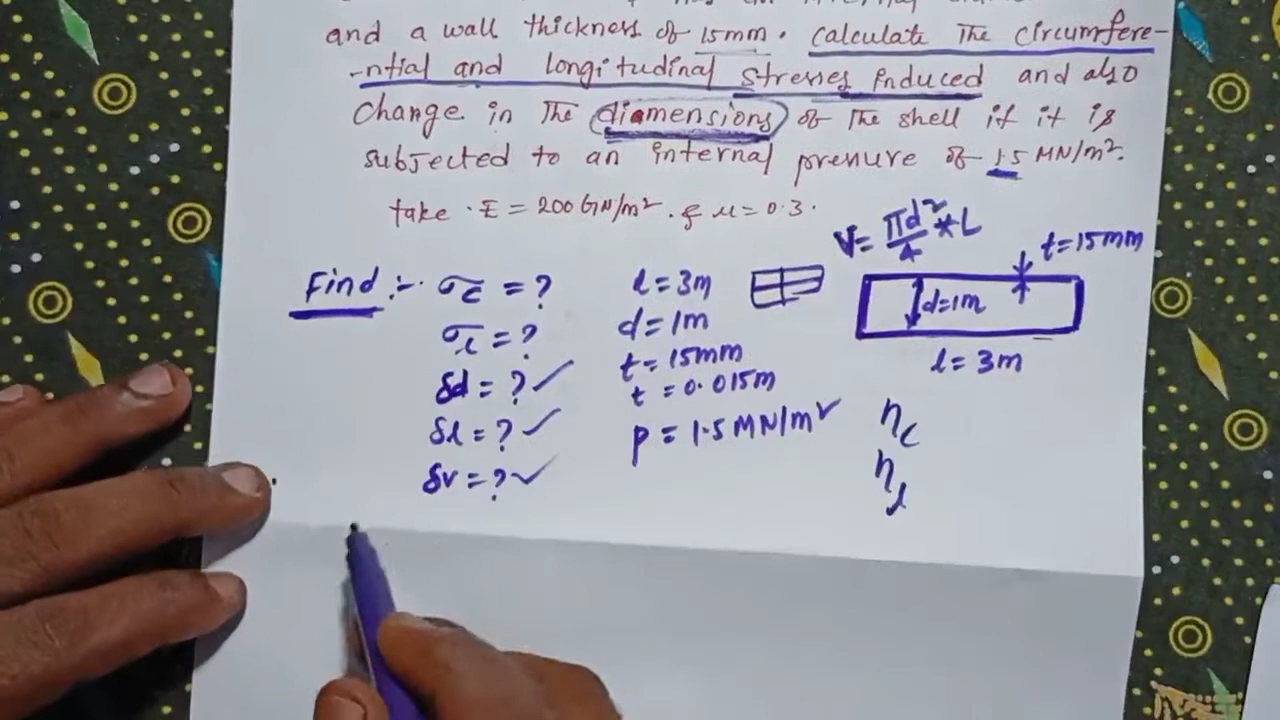 and a wall thickness of 15mm. calculate The circumfere-
-ntial and longitudinal stresses induced and also
change in The diamensions of The shell if it is
subjected to an internal pressure of 1.5 MN/m².
take E = 200 GN/m². & μ = 0.3.
V = πd²/4 * L
t = 15mm
Find :- σc = ?
l = 3m
d = 1m
σl = ?
d = 1m
t = 15mm
l = 3m
δd = ? ✓
t = 0.015m
δl = ? ✓
p = 1.5 MN/m²
ηc
δv = ? ✓
ηl